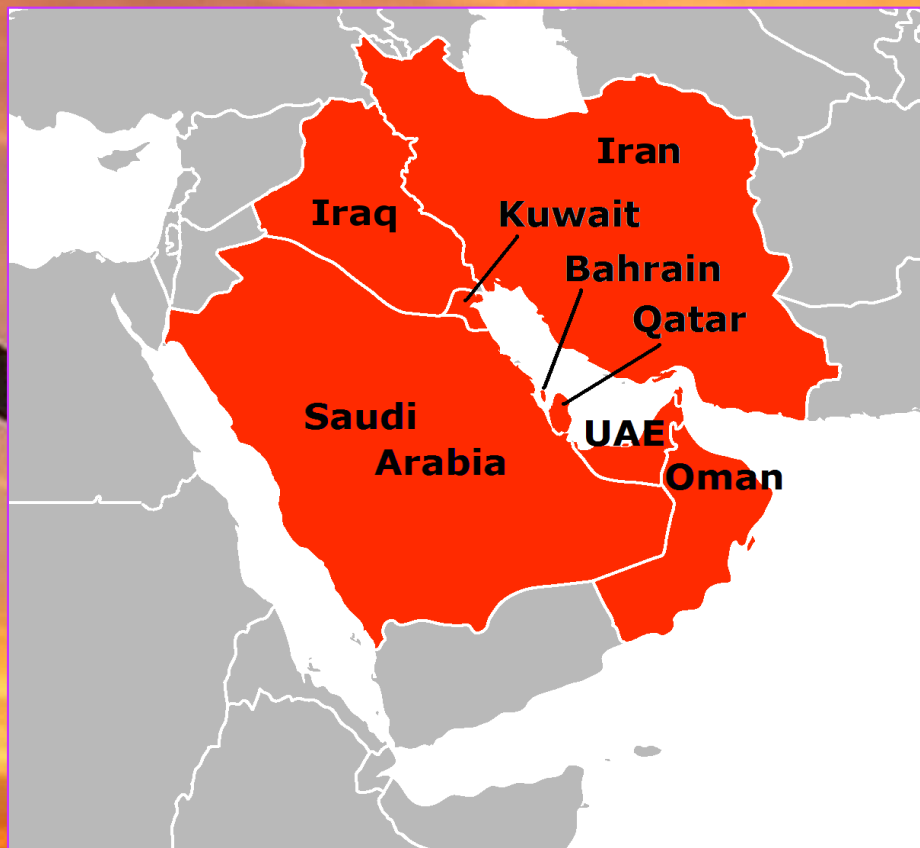 Iran
Iraq
Kuwait
Bahrain
Qatar
Saudi
Arabia
UAE
Oman